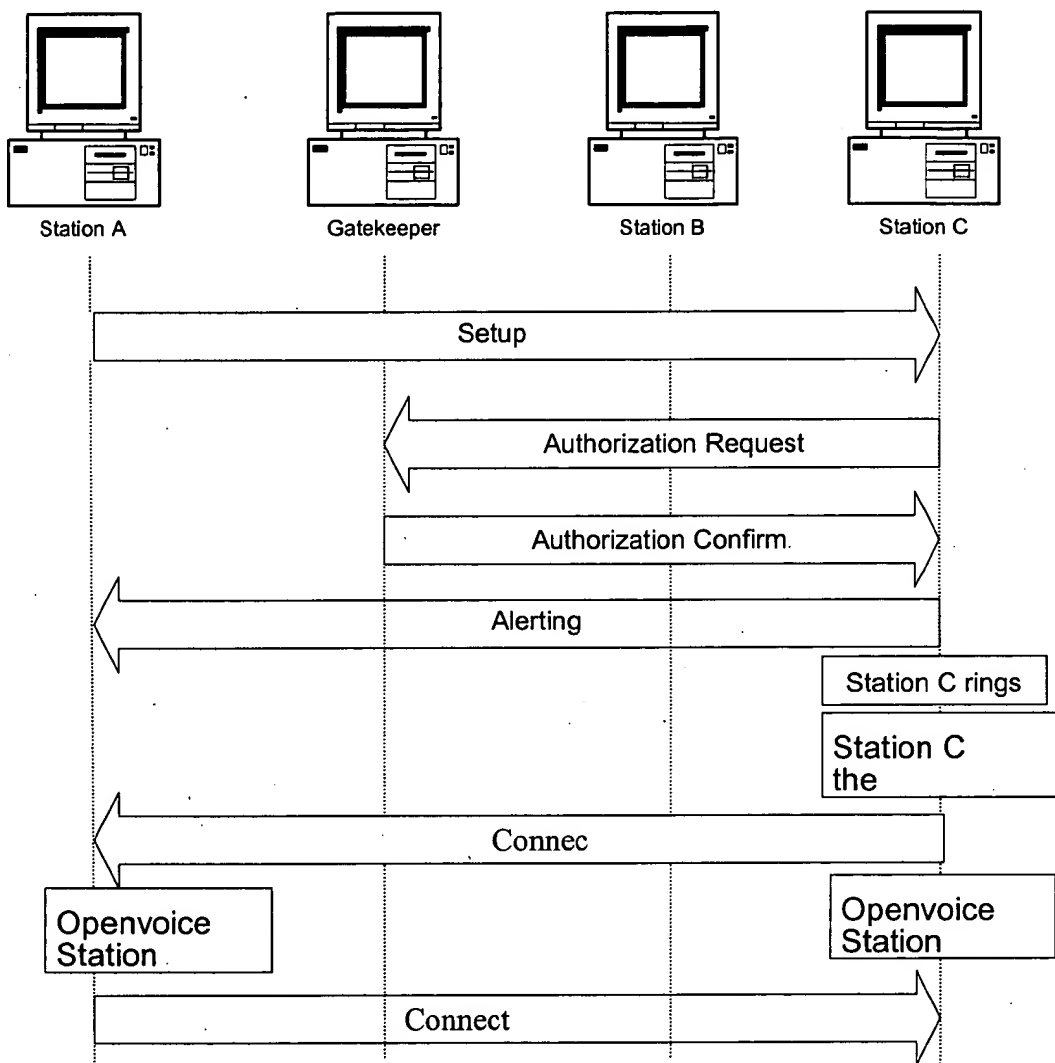 Station A
Gatekeeper
Station B
Station C
Setup
Authorization Request
Authorization Confirm
Alerting
Station C rings
Station C
the
Connec
Openvoice
Station
Openvoice
Station
Connect